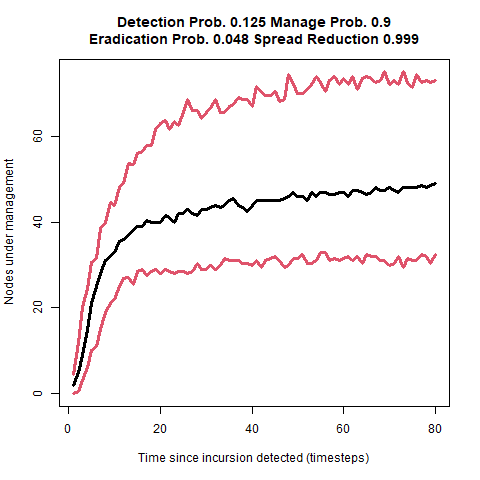 Detection Prob. 0.125 Manage Prob. 0.9
Eradication Prob. 0.048 Spread Reduction 0.999
Nodes under management
60
40
20
0
0 20 40 60 80
Time since incursion detected (timesteps)